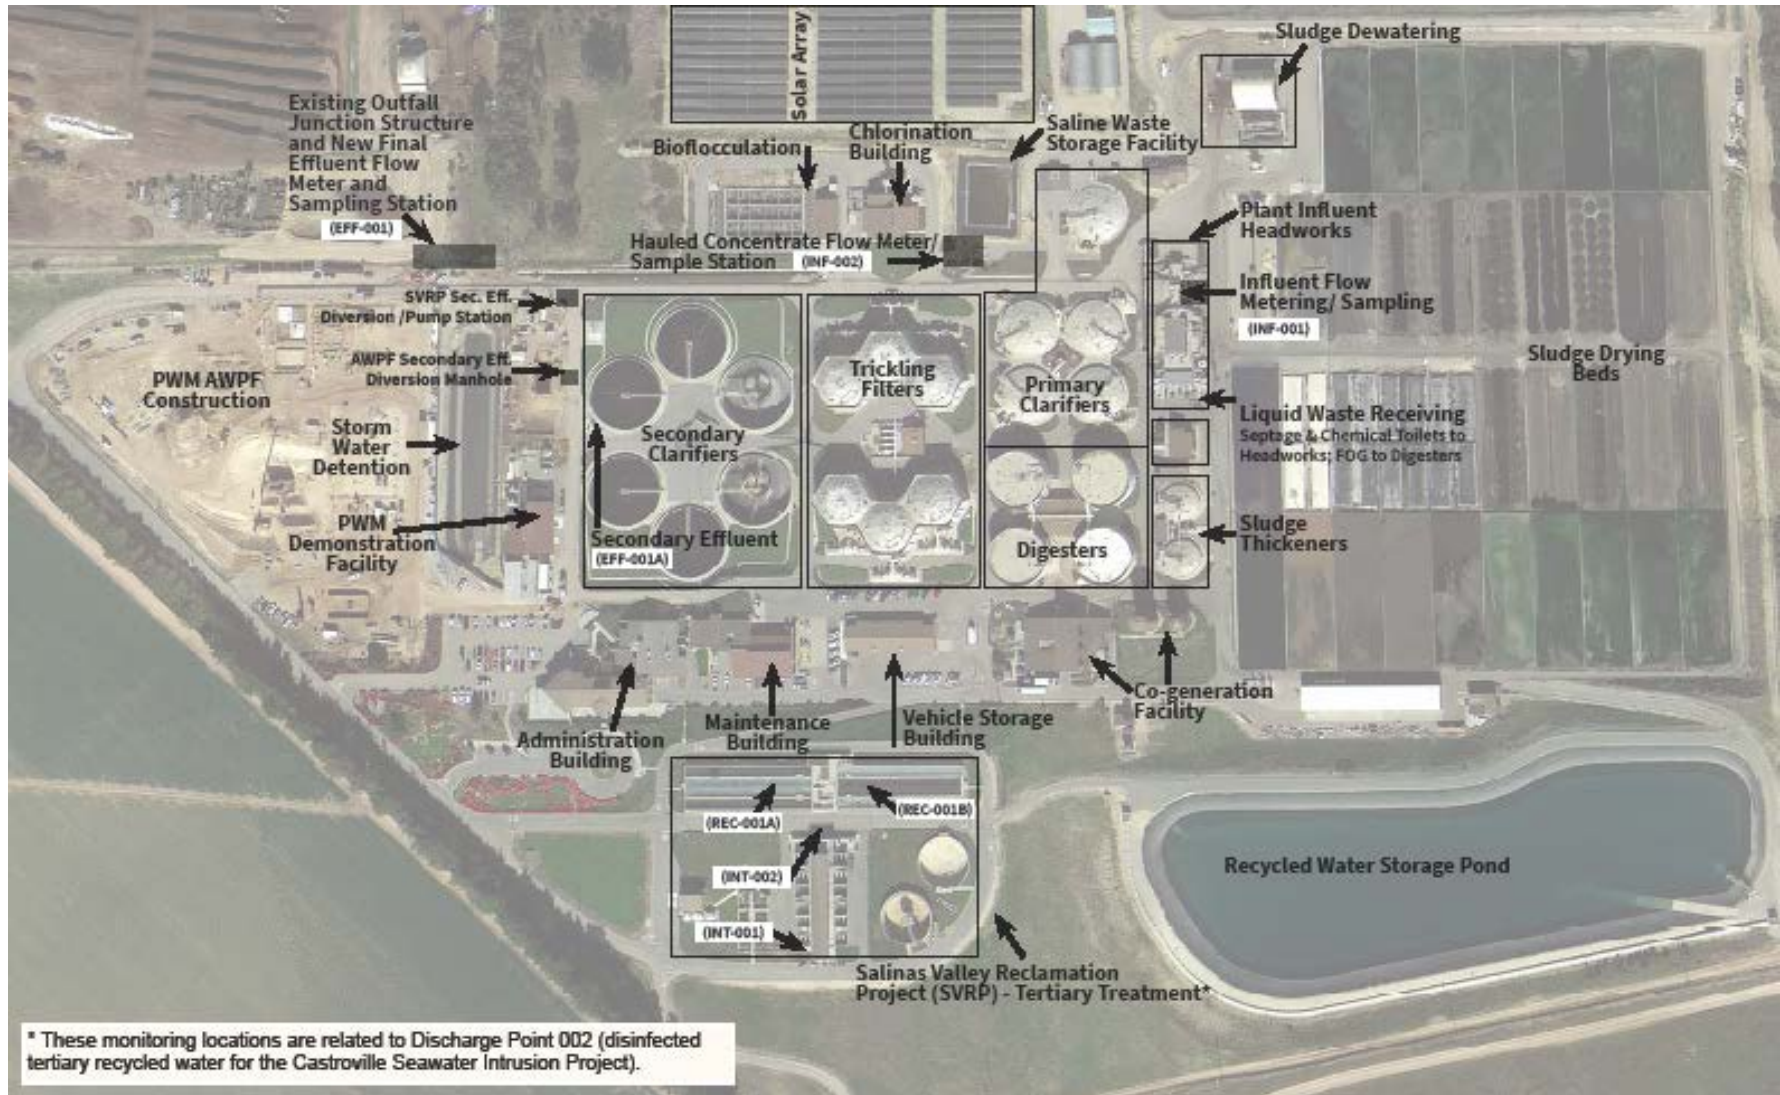 Solar Array
Sludge Dewatering
Existing Outfall
Junction Structure
and New Final
Effluent Flow
Meter and
Sampling Station
(EFF-001)
Bioflocculation
Chlorination
Building
Saline Waste
Storage Facility
Hauled Concentrate Flow Meter/
Sample Station (INF-002)
Plant Influent
Headworks
Influent Flow
Metering/ Sampling
(INF-001)
SVRP Sec. Eff.
Diversion /Pump Station
AWPF Secondary Eff.
Diversion Manhole
PWM AWPF
Construction
Storm
Water
Detention
PWM
Demonstration
Facility
Secondary
Clarifiers
Secondary Effluent
(EFF-001A)
Trickling
Filters
Primary
Clarifiers
Digesters
Sludge Drying
Beds
Liquid Waste Receiving
Septage & Chemical Toilets to
Headworks; FOG to Digesters
Sludge
Thickeners
Administration
Building
Maintenance
Building
Vehicle Storage
Building
Co-generation
Facility
(REC-001A)
(REC-001B)
(INT-002)
(INT-001)
Recycled Water Storage Pond
Salinas Valley Reclamation
Project (SVRP) - Tertiary Treatment*
* These monitoring locations are related to Discharge Point 002 (disinfected
tertiary recycled water for the Castroville Seawater Intrusion Project).